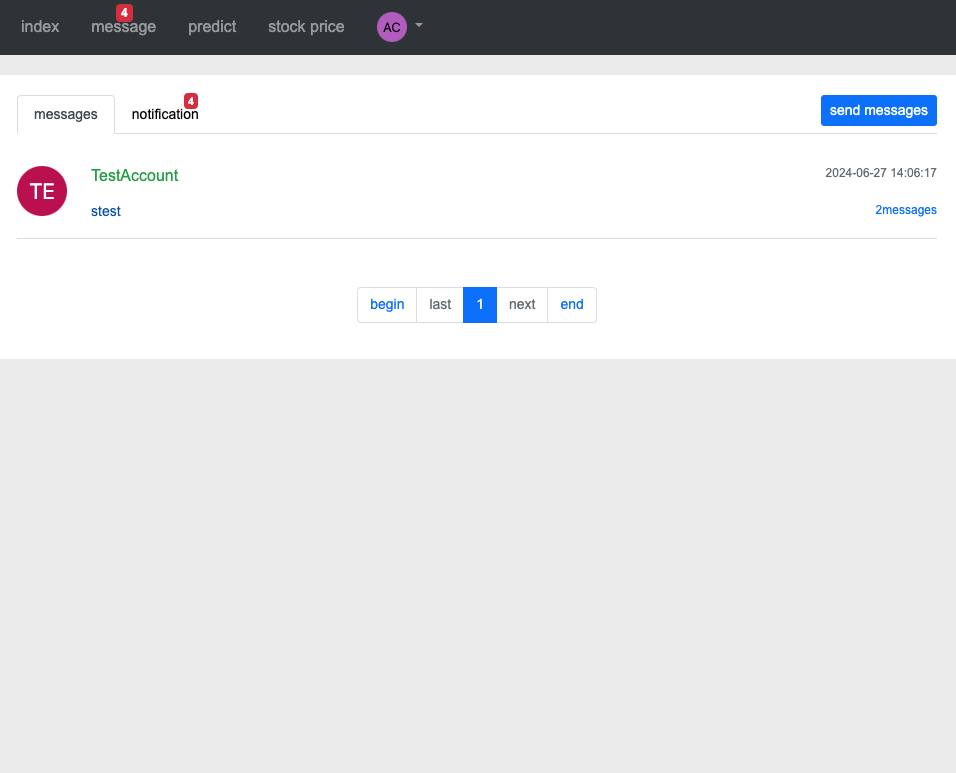 4
index message predict stock price AC
messages notification 4 send messages
TE TestAccount 2024-06-27 14:06:17
stest 2messages
begin last 1 next end